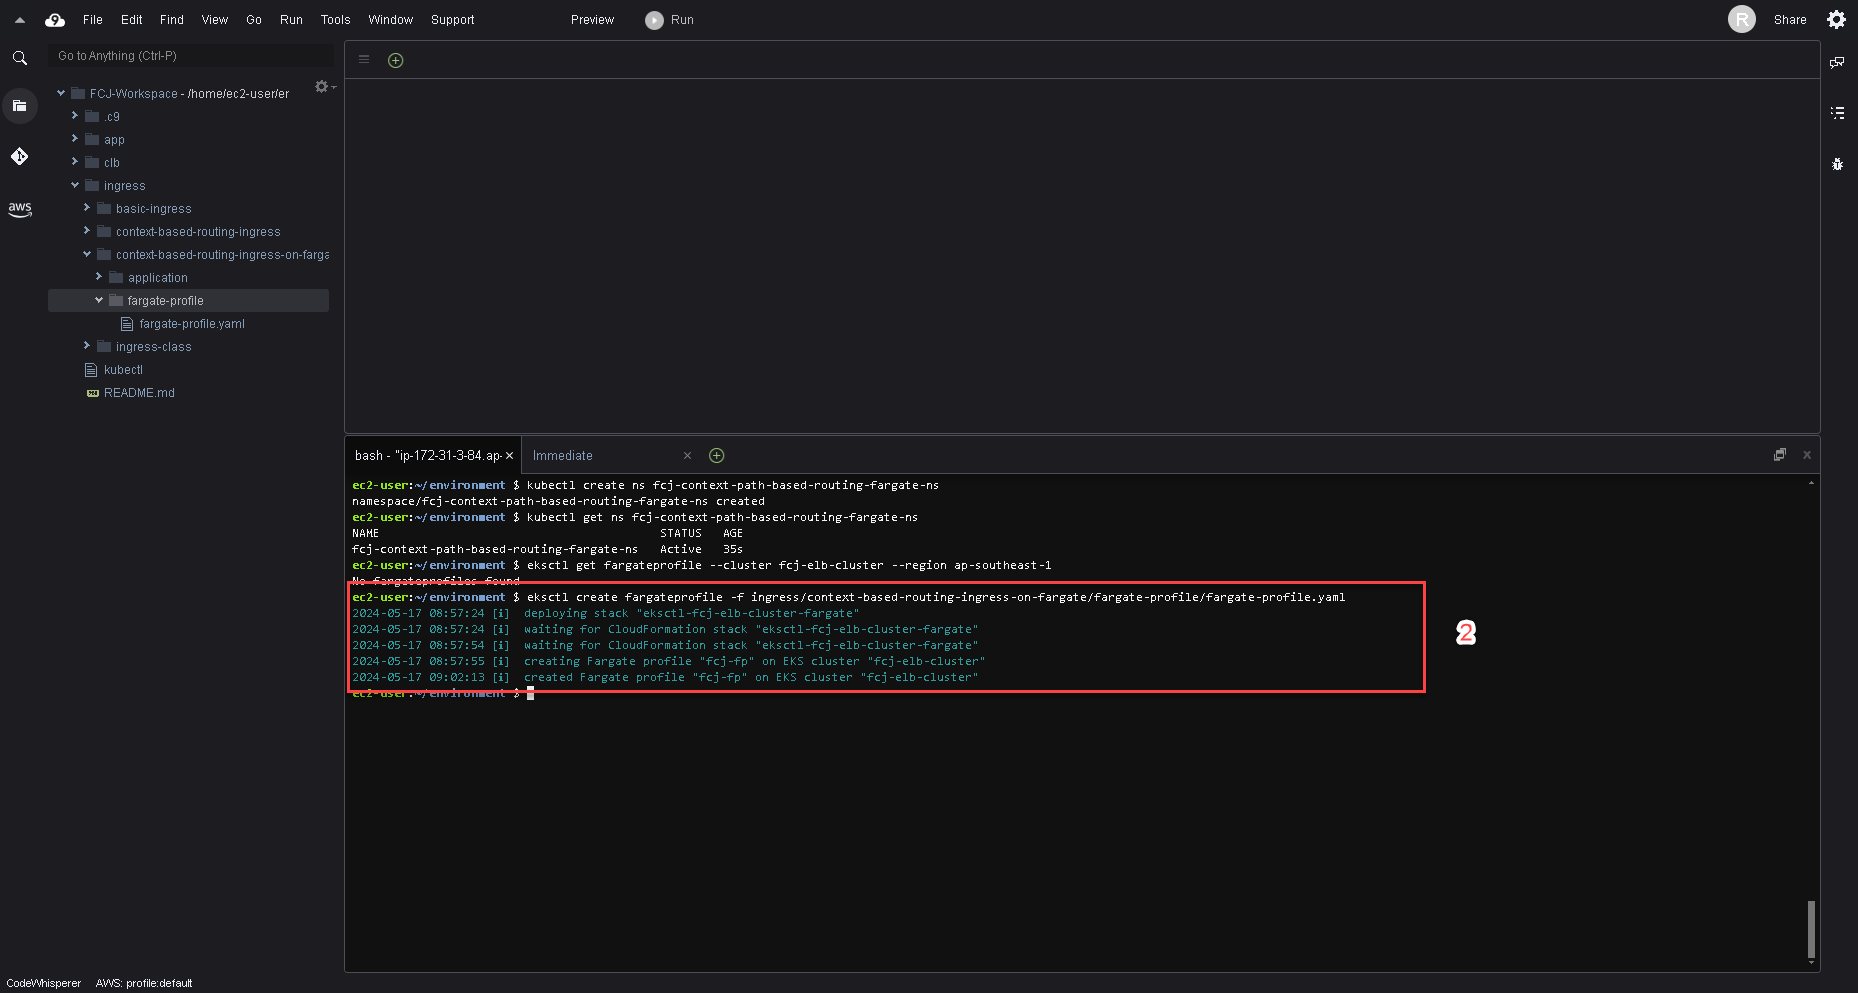 9 File Edit Find View Go Run Tools Window Support Preview Run R Share
Go to Anything (Ctrl-P)
FCJ-Workspace - /home/ec2-user/er
.c9
app
clb
ingress
basic-ingress
context-based-routing-ingress
context-based-routing-ingress-on-farga
application
fargate-profile
fargate-profile.yaml
ingress-class
kubectl
README.md
aws
bash - "ip-172-31-3-84.ap- Immediate
ec2-user:~/environment $ kubectl create ns fcj-context-path-based-routing-fargate-ns
namespace/fcj-context-path-based-routing-fargate-ns created
ec2-user:~/environment $ kubectl get ns fcj-context-path-based-routing-fargate-ns
NAME STATUS AGE
fcj-context-path-based-routing-fargate-ns Active 35s
ec2-user:~/environment $ eksctl get fargateprofile --cluster fcj-elb-cluster --region ap-southeast-1
No fargateprofiles found
ec2-user:~/environment $ eksctl create fargateprofile -f ingress/context-based-routing-ingress-on-fargate/fargate-profile/fargate-profile.yaml
2024-05-17 08:57:24 [i] deploying stack "eksctl-fcj-elb-cluster-fargate"
2024-05-17 08:57:24 [i] waiting for CloudFormation stack "eksctl-fcj-elb-cluster-fargate"
2024-05-17 08:57:54 [i] waiting for CloudFormation stack "eksctl-fcj-elb-cluster-fargate"
2024-05-17 08:57:55 [i] creating Fargate profile "fcj-fp" on EKS cluster "fcj-elb-cluster"
2024-05-17 09:02:13 [i] created Fargate profile "fcj-fp" on EKS cluster "fcj-elb-cluster"
ec2-user:~/environment $
2
CodeWhisperer AWS: profile:default